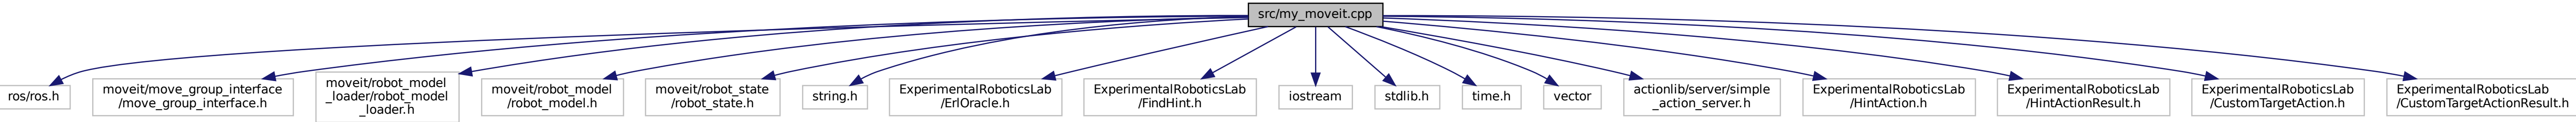 src/my_moveit.cpp
ros/ros.h
moveit/move_group_interface
/move_group_interface.h
moveit/robot_model
_loader/robot_model
_loader.h
moveit/robot_model
/robot_model.h
moveit/robot_state
/robot_state.h
string.h
ExperimentalRoboticsLab
/ErlOracle.h
ExperimentalRoboticsLab
/FindHint.h
iostream
stdlib.h
time.h
vector
actionlib/server/simple
_action_server.h
ExperimentalRoboticsLab
/HintAction.h
ExperimentalRoboticsLab
/HintActionResult.h
ExperimentalRoboticsLab
/CustomTargetAction.h
ExperimentalRoboticsLab
/CustomTargetActionResult.h